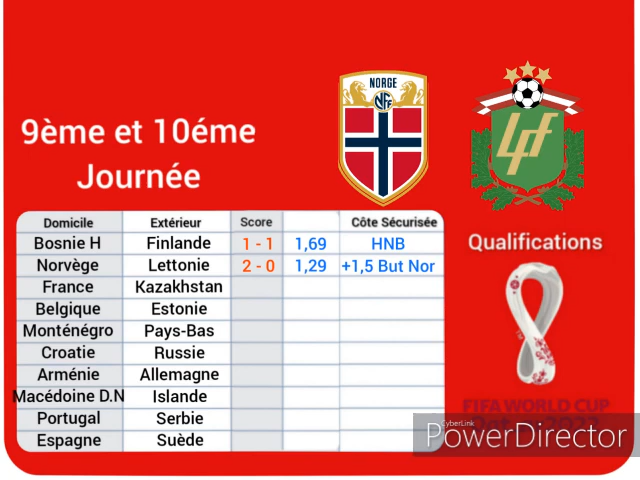 NORGE
NFF
lff
9ème et 10éme
Journée
Domicile Extérieur Score Côte Sécurisée
Bosnie H Finlande 1 - 1 1,69 HNB
Norvège Lettonie 2 - 0 1,29 +1,5 But Nor
France Kazakhstan
Belgique Estonie
Monténégro Pays-Bas
Croatie Russie
Arménie Allemagne
Macédoine D.N Islande
Portugal Serbie
Espagne Suède
Qualifications
FIFA WORLD CUP
CyberLink
PowerDirector